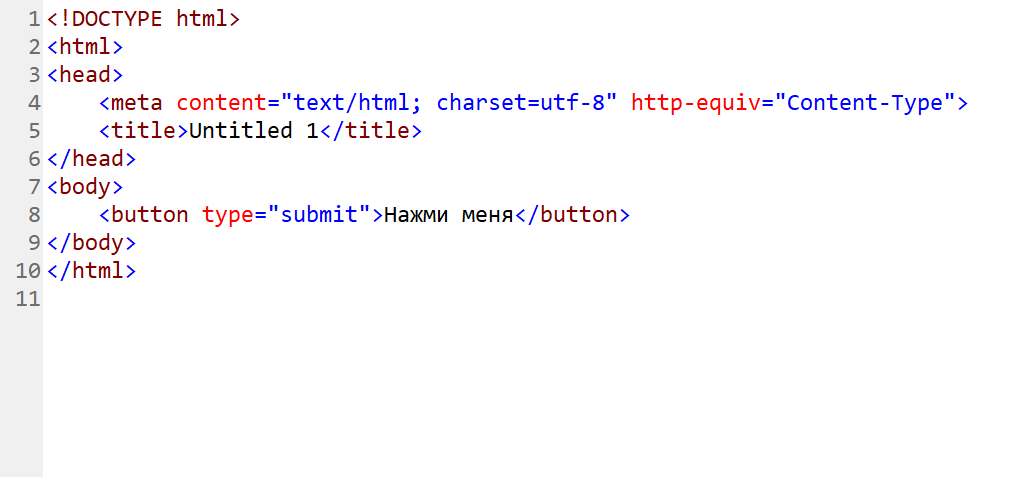 1 <!DOCTYPE html>
2 <html>
3 <head>
4     <meta content="text/html; charset=utf-8" http-equiv="Content-Type">
5     <title>Untitled 1</title>
6 </head>
7 <body>
8     <button type="submit">Нажми меня</button>
9 </body>
10 </html>
11